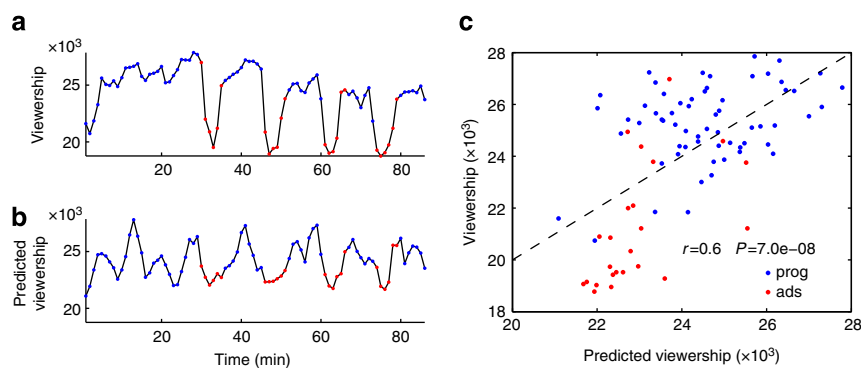 a
×10³
25
20
Viewership
20
40
60
80
b
×10³
25
20
Predicted
viewership
20
40
60
80
Time (min)
c
28
26
24
22
20
18
Viewership (×10³)
r=0.6 P=7.0e–08
prog
ads
20
22
24
26
28
Predicted viewership (×10³)